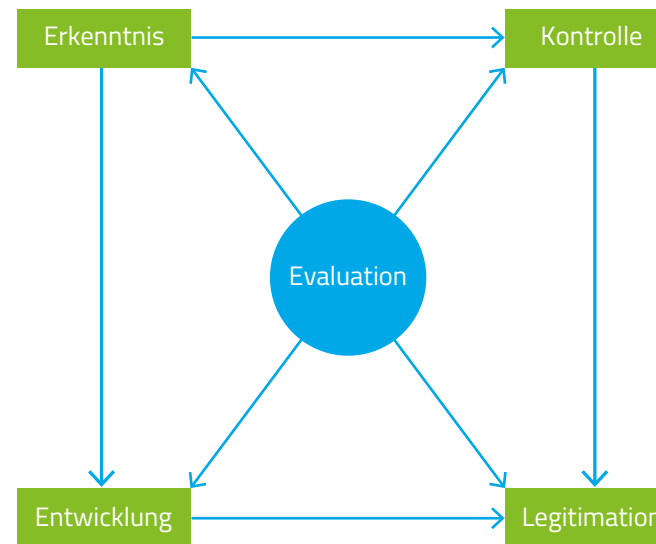 Erkenntnis
Kontrolle
Evaluation
Entwicklung
Legitimation